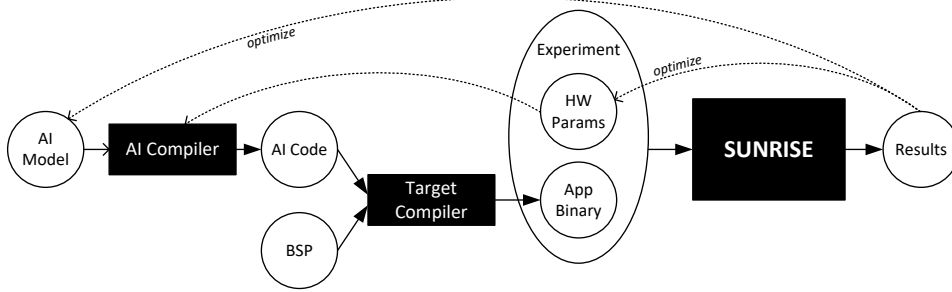 optimize
Experiment
optimize
HW
Params
AI
Model
AI Compiler
AI Code
SUNRISE
Results
Target
Compiler
App
Binary
BSP